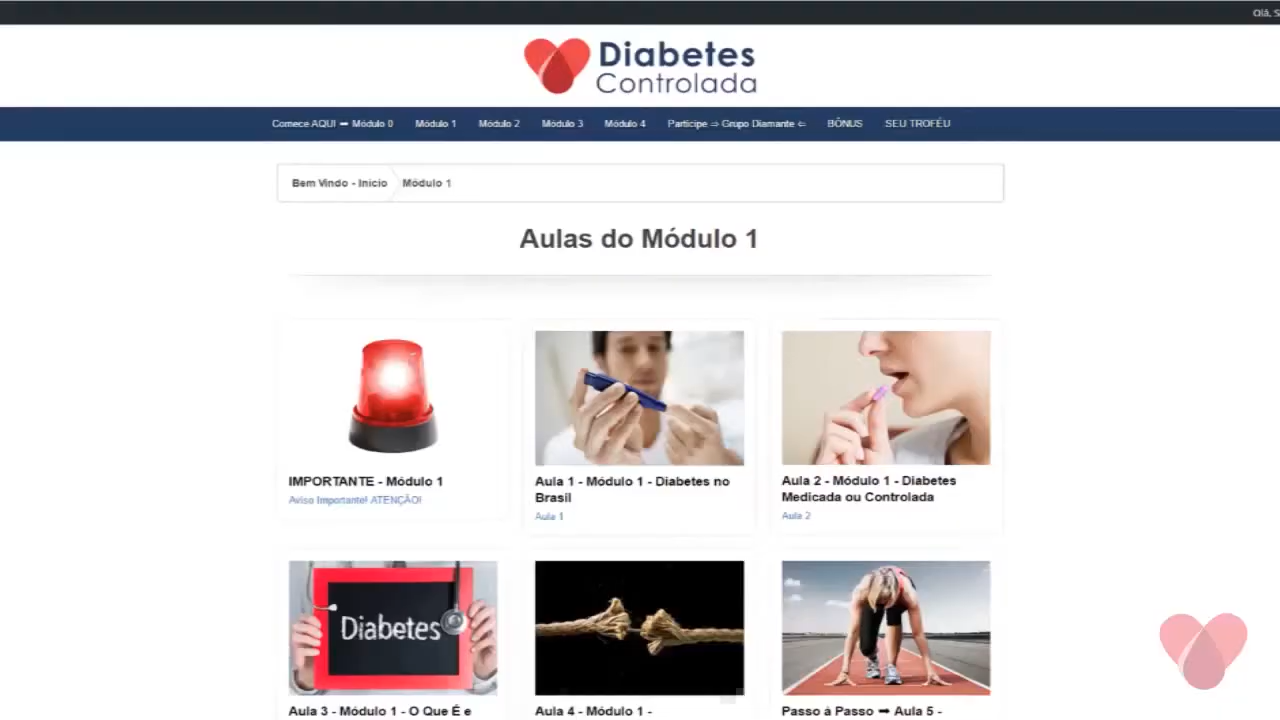 Olá, S
Diabetes
Controlada
Comece AQUI ➡ Módulo 0 Módulo 1 Módulo 2 Módulo 3 Módulo 4 Participe ⇨ Grupo Diamante ⇦ BÔNUS SEU TROFÉU
Bem Vindo - Inicio Módulo 1
Aulas do Módulo 1
IMPORTANTE - Módulo 1
Aviso Importante! ATENÇÃO!
Aula 1 - Módulo 1 - Diabetes no
Brasil
Aula 1
Aula 2 - Módulo 1 - Diabetes
Medicada ou Controlada
Aula 2
Diabetes
Aula 3 - Módulo 1 - O Que É e
Aula 4 - Módulo 1 -
Passo á Passo ➡ Aula 5 -